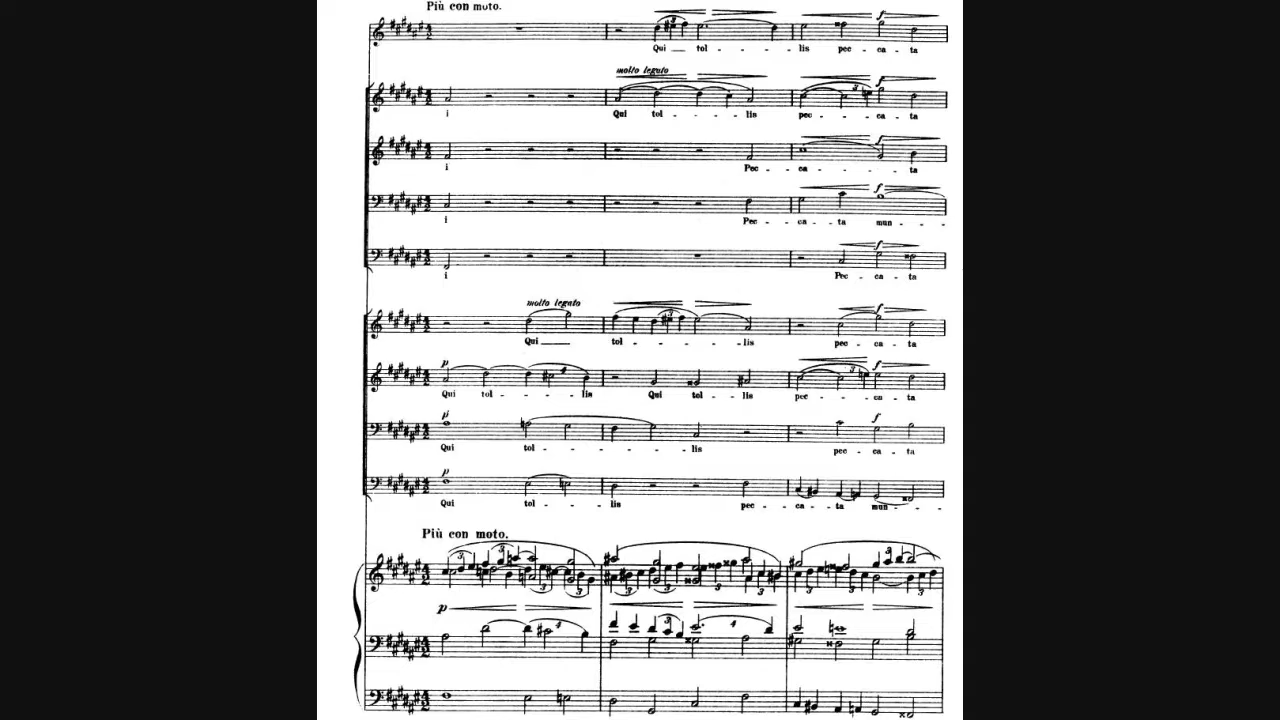 Più con moto.
Qui __ tol - - - - lis pec - ca - ta
molto legato
i Qui tol - - - lis pec - - - ca - ta
i Pec - - ca - - - ta
i Pec - - ca - ta mun - -
i Pec - ca - ta
molto legato
Qui ____ tol - - - lis pec - ca - ta
p
Qui tol - - - - lis Qui tol - - lis pec - - ca - ta
p
Qui tol - - - - lis pec - ca - ta
p
Qui tol - - lis pec - ca - ta mun - -
Più con moto.
p